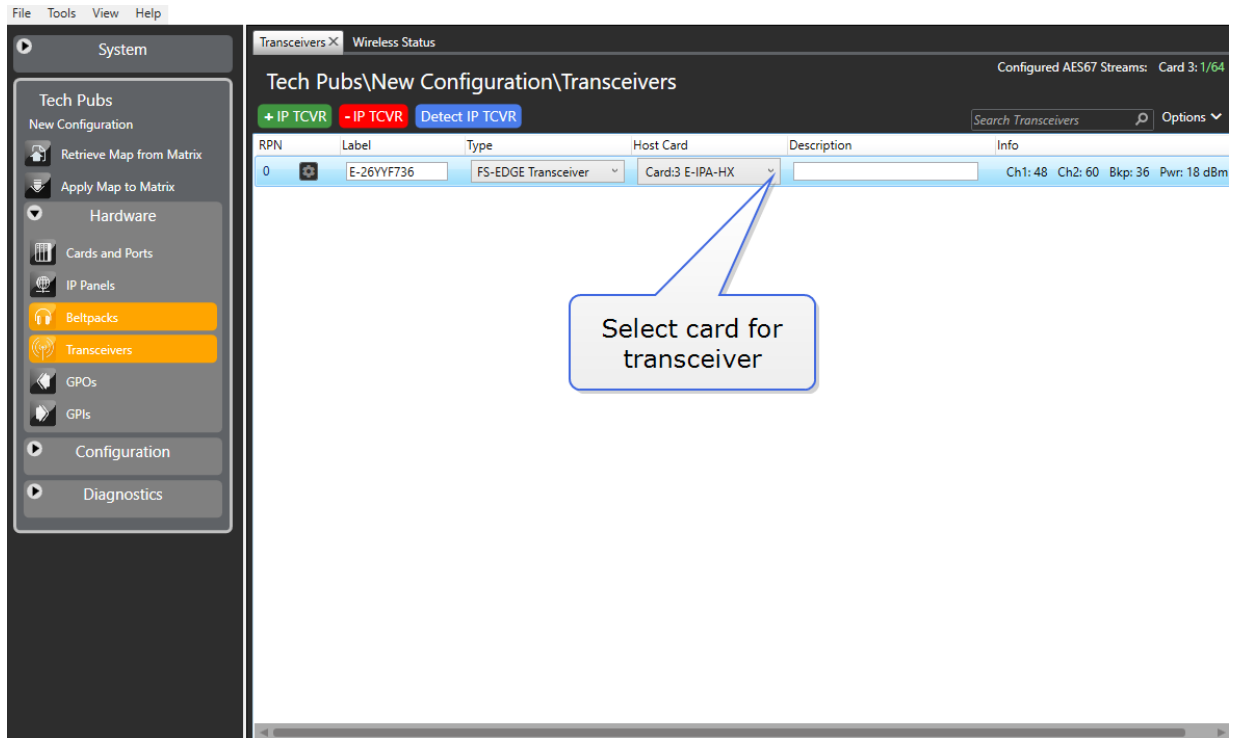 File Tools View Help
System
Tech Pubs
New Configuration
Retrieve Map from Matrix
Apply Map to Matrix
Hardware
Cards and Ports
IP Panels
Beltpacks
Transceivers
GPOs
GPIs
Configuration
Diagnostics
Transceivers Wireless Status
Tech Pubs\New Configuration\Transceivers
Configured AES67 Streams: Card 3: 1/64
+ IP TCVR - IP TCVR Detect IP TCVR
Search Transceivers Options
RPN Label Type Host Card Description Info
0 E-26YYF736 FS-EDGE Transceiver Card:3 E-IPA-HX Ch1: 48 Ch2: 60 Bkp: 36 Pwr: 18 dBm
Select card for
transceiver